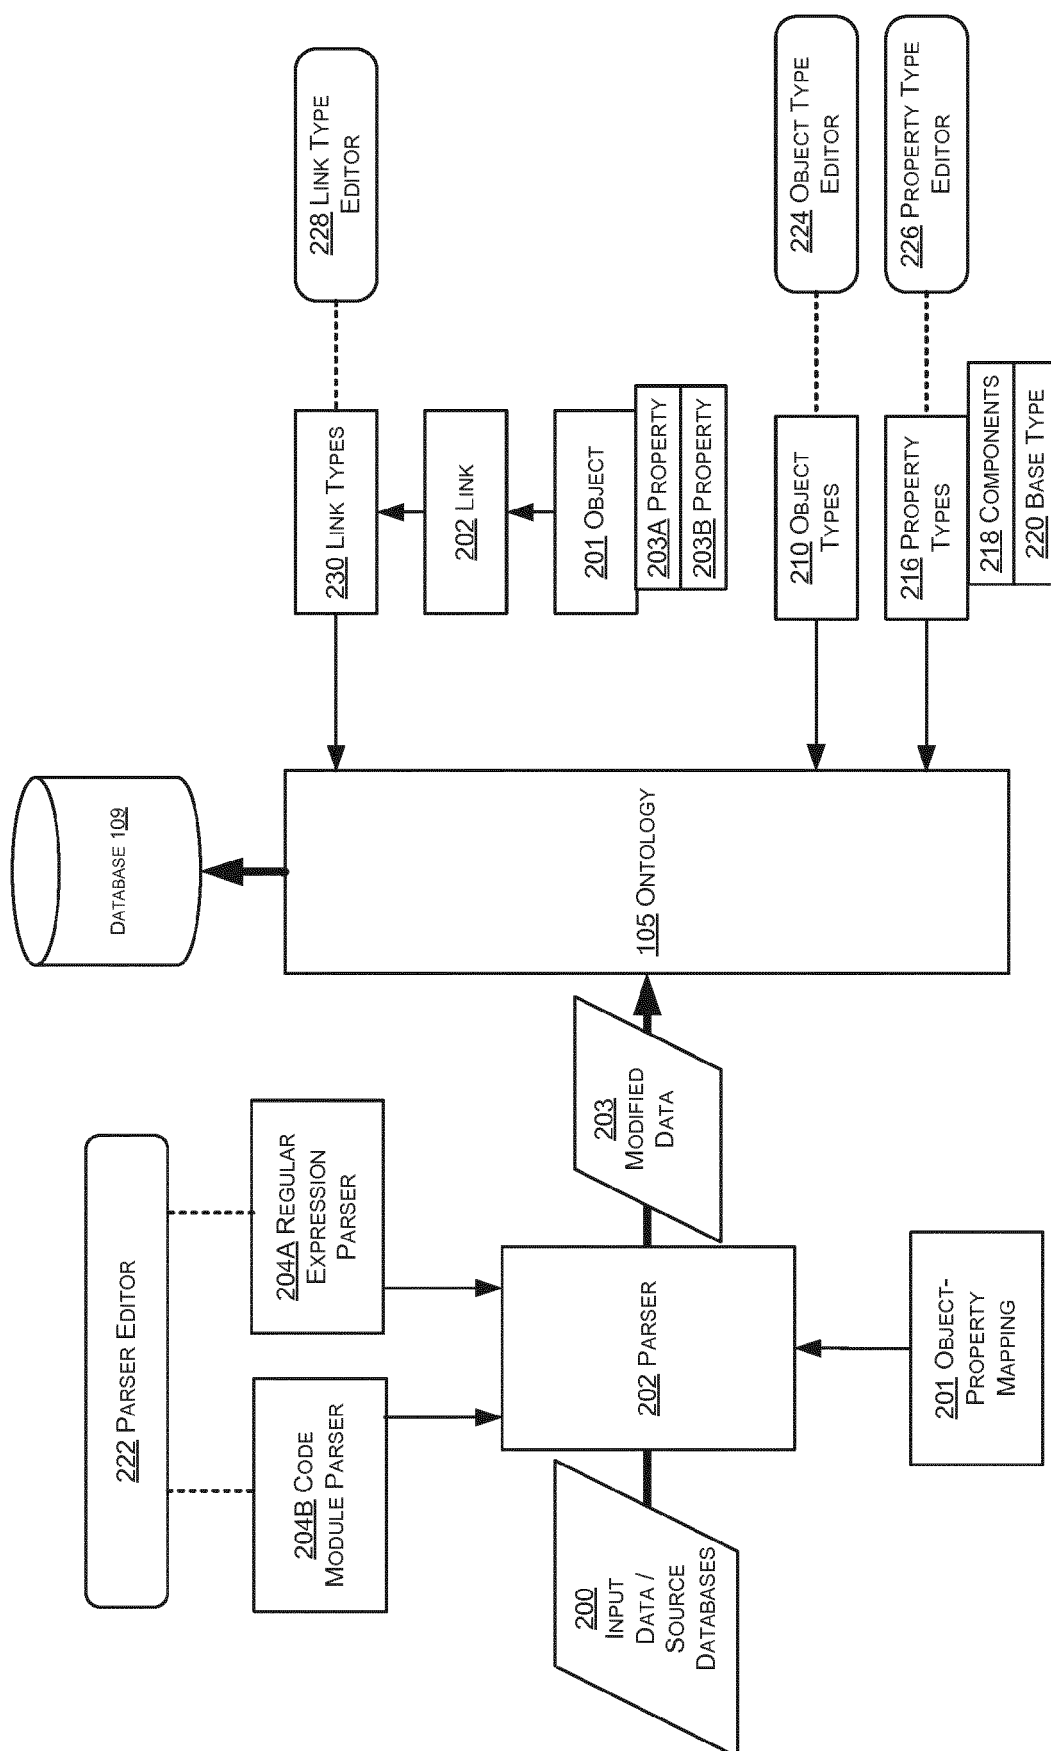 222 PARSER EDITOR
204B CODE
MODULE PARSER
204A REGULAR
EXPRESSION
PARSER
DATABASE 109
200
INPUT
DATA /
SOURCE
DATABASES
202 PARSER
203
MODIFIED
DATA
201 OBJECT-
PROPERTY
MAPPING
105 ONTOLOGY
230 LINK TYPES
228 LINK TYPE
EDITOR
202 LINK
201 OBJECT
203A PROPERTY
203B PROPERTY
210 OBJECT
TYPES
224 OBJECT TYPE
EDITOR
216 PROPERTY
TYPES
226 PROPERTY TYPE
EDITOR
218 COMPONENTS
220 BASE TYPE